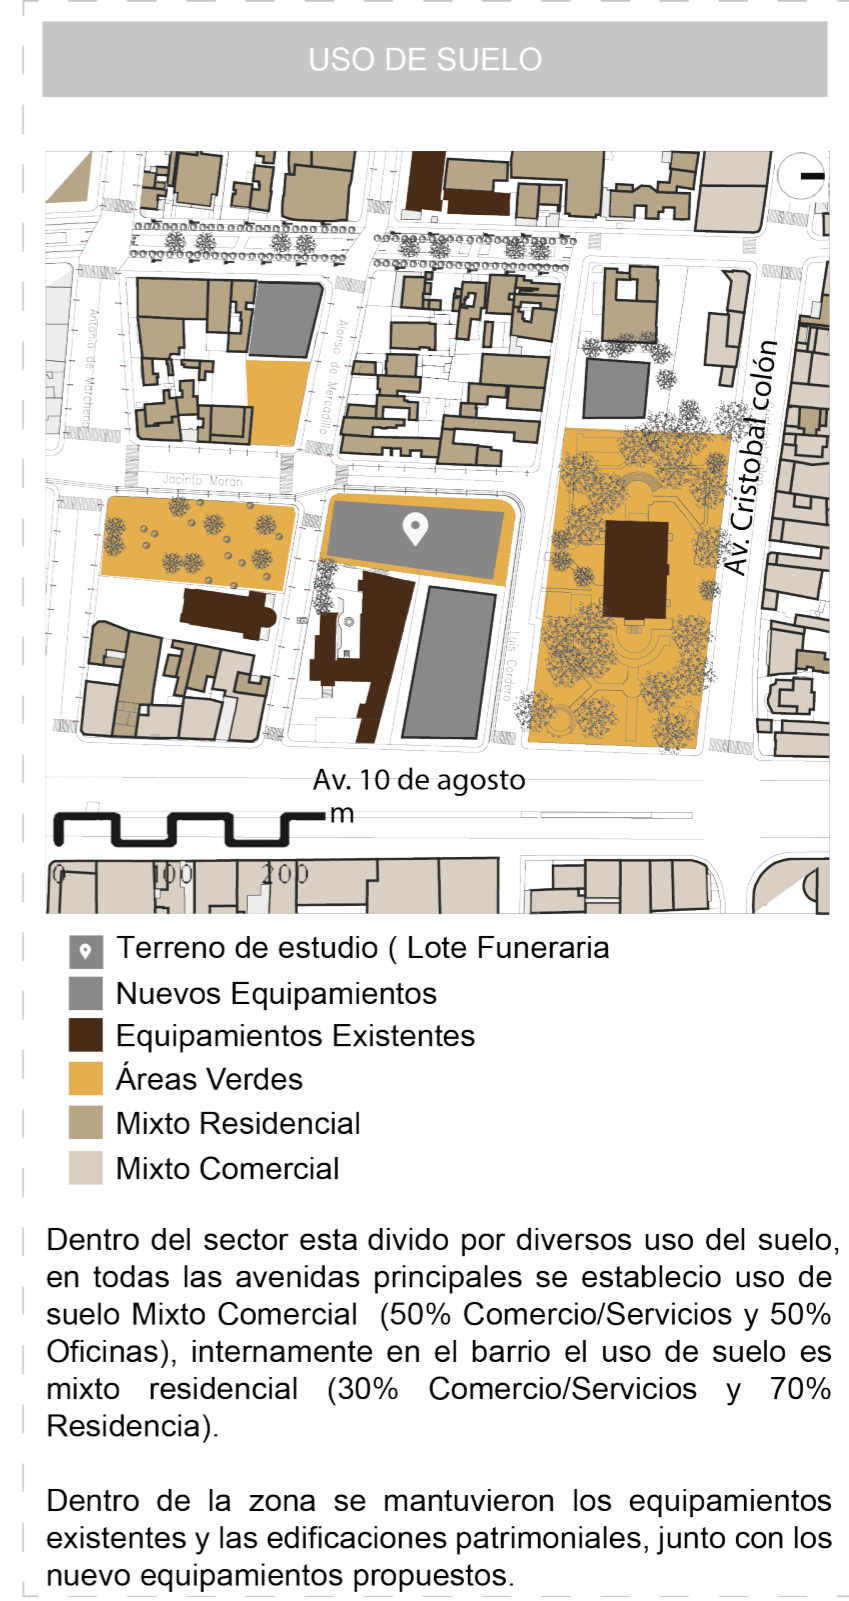 USO DE SUELO
Antonio de Marchena
Alonso de Mercadillo
Av. Cristobal colón
Jacinto Moran
Luis Cordero
Av. 10 de agosto
m
0 100 200
Terreno de estudio ( Lote Funeraria
Nuevos Equipamientos
Equipamientos Existentes
Áreas Verdes
Mixto Residencial
Mixto Comercial
Dentro del sector esta divido por diversos uso del suelo,
en todas las avenidas principales se establecio uso de
suelo Mixto Comercial (50% Comercio/Servicios y 50%
Oficinas), internamente en el barrio el uso de suelo es
mixto residencial (30% Comercio/Servicios y 70%
Residencia).
Dentro de la zona se mantuvieron los equipamientos
existentes y las edificaciones patrimoniales, junto con los
nuevo equipamientos propuestos.